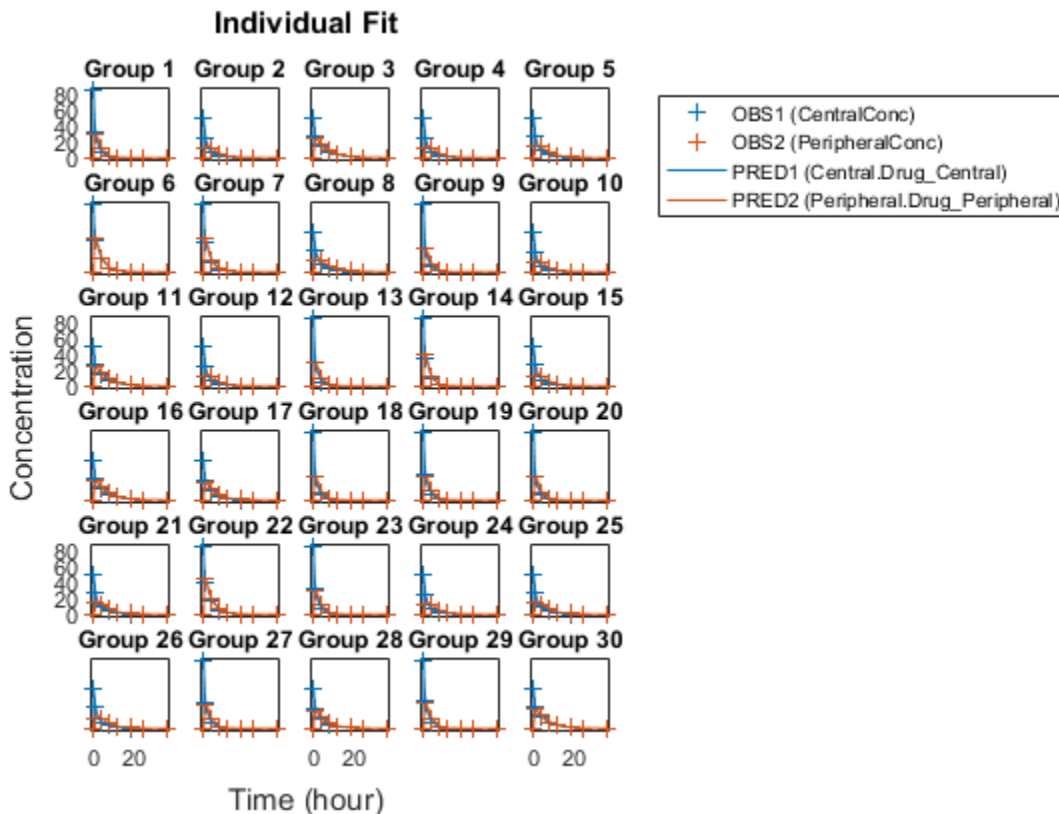 Individual Fit
Group 1 Group 2 Group 3 Group 4 Group 5
80
60
40
20
0
OBS1 (CentralConc)
OBS2 (PeripheralConc)
PRED1 (Central.Drug_Central)
PRED2 (Peripheral.Drug_Peripheral)
Group 6 Group 7 Group 8 Group 9 Group 10
Group 11 Group 12 Group 13 Group 14 Group 15
80
60
40
20
0
Concentration
Group 16 Group 17 Group 18 Group 19 Group 20
Group 21 Group 22 Group 23 Group 24 Group 25
80
60
40
20
0
Group 26 Group 27 Group 28 Group 29 Group 30
0 20 0 20 0 20
Time (hour)